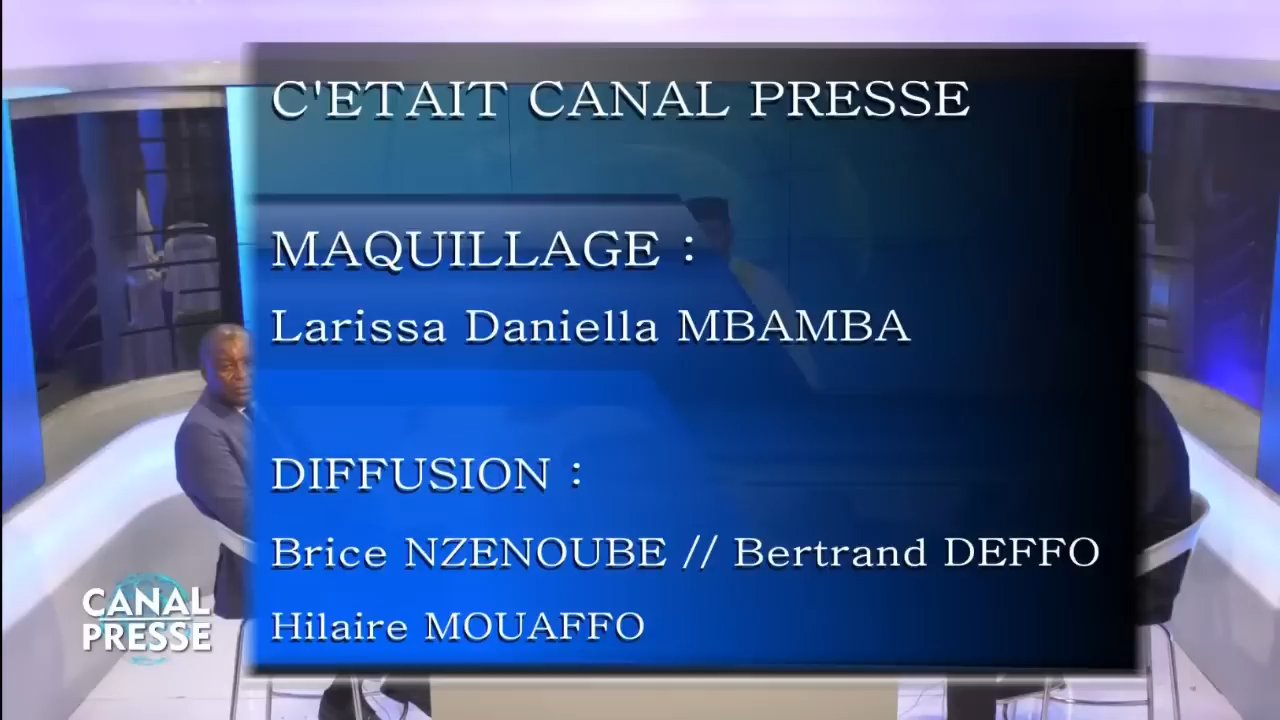 C'ETAIT CANAL PRESSE
MAQUILLAGE :
Larissa Daniella MBAMBA
DIFFUSION :
Brice NZENOUBE // Bertrand DEFFO
Hilaire MOUAFFO
CANAL
PRESSE